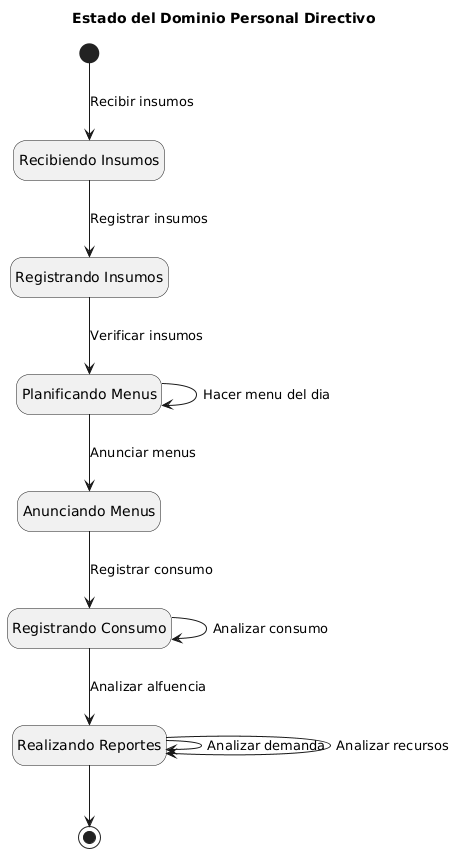 Estado del Dominio Personal Directivo
Recibir insumos
Recibiendo Insumos
Registrar insumos
Registrando Insumos
Verificar insumos
Planificando Menus
Hacer menu del dia
Anunciar menus
Anunciando Menus
Registrar consumo
Registrando Consumo
Analizar consumo
Analizar alfuencia
Realizando Reportes
Analizar demanda
Analizar recursos